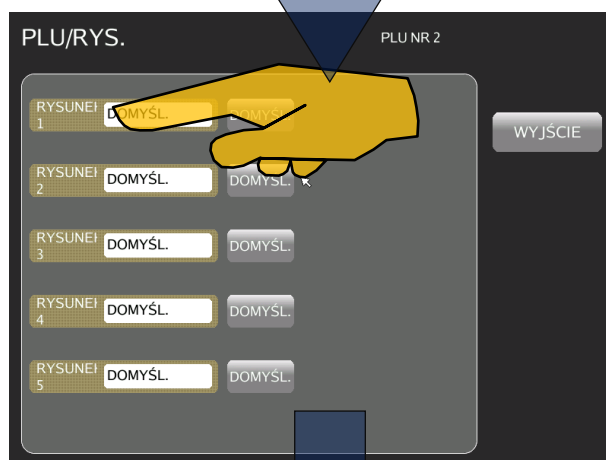 PLU/RYS. PLU NR 2
RYSUNEK
1 DOMYŚL. DOMYŚL.
WYJŚCIE
RYSUNEK
2 DOMYŚL. DOMYŚL.
RYSUNEK
3 DOMYŚL. DOMYŚL.
RYSUNEK
4 DOMYŚL. DOMYŚL.
RYSUNEK
5 DOMYŚL. DOMYŚL.